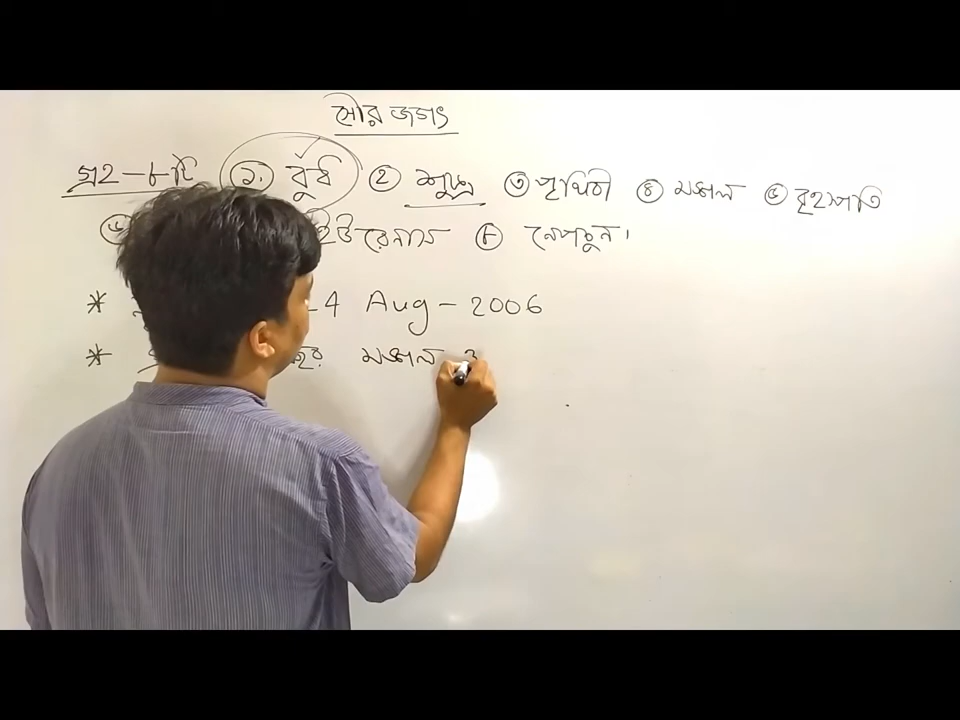 সৌর জগৎ
গ্রহ - ৮টি ১. বুধ ২ শুক্র ৩ পৃথিবী ৪ মঙ্গল ৫ বৃহস্পতি
৬ ইউরেনাস ৮ নেপচুন।
* 4 Aug - 2006
* মঙ্গল